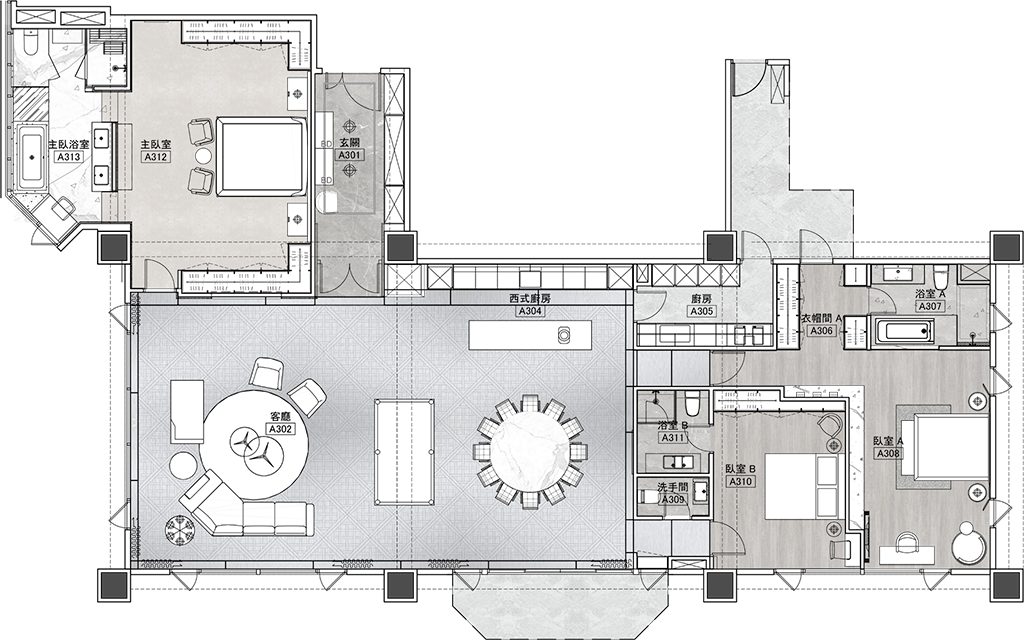 主臥浴室
A313
主臥室
A312
BD
玄關
A301
BD
西式廚房
A304
廚房
A305
衣帽間 A
A306
浴室 A
A307
客廳
A302
浴室 B
A311
臥室 A
A308
臥室 B
A310
洗手間
A309